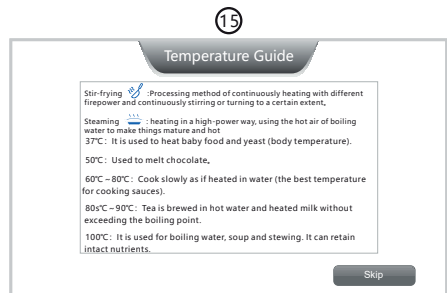 15
Temperature Guide
Stir-frying :Processing method of continuously heating with different
firepower and continuously stirring or turning to a certain extent。
Steaming : heating in a high-power way, using the hot air of boiling
water to make things mature and hot
37℃: It is used to heat baby food and yeast (body temperature).
50℃: Used to melt chocolate。
60℃ – 80℃: Cook slowly as if heated in water (the best temperature
for cooking sauces).
80s℃ – 90℃: Tea is brewed in hot water and heated milk without
exceeding the boiling point.
100℃: It is used for boiling water, soup and stewing. It can retain
intact nutrients.
Skip